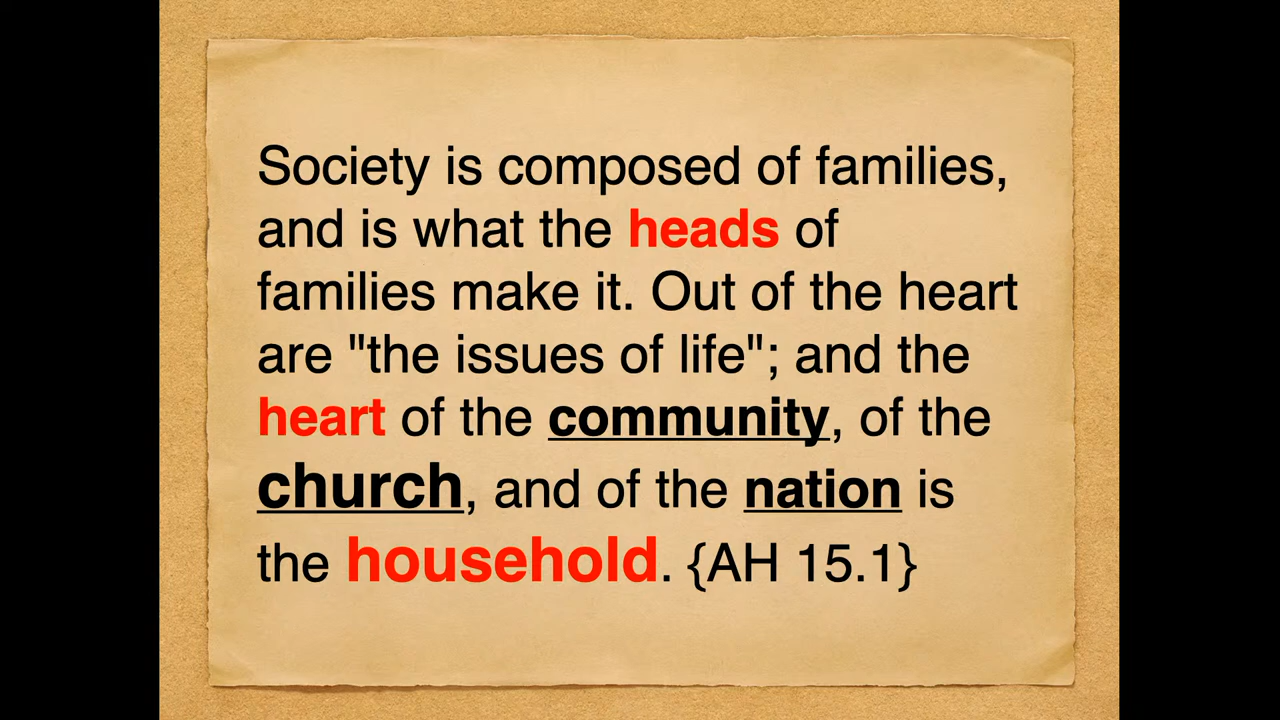 Society is composed of families,
and is what the heads of
families make it. Out of the heart
are "the issues of life"; and the
heart of the community, of the
church, and of the nation is
the household. {AH 15.1}